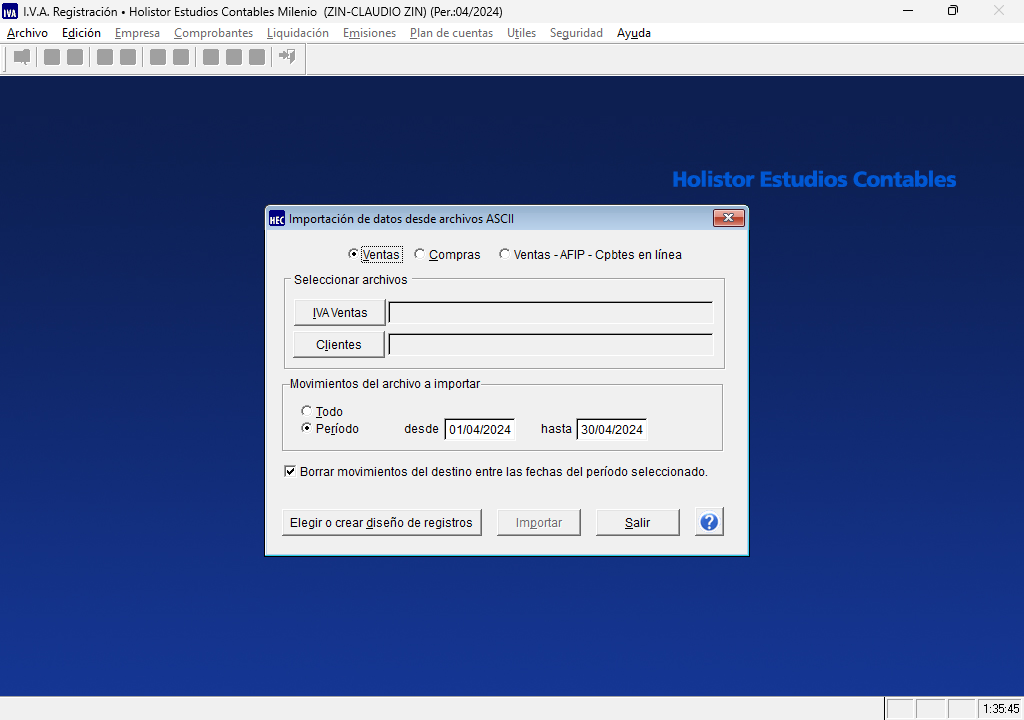 IVA I.V.A. Registración • Holistor Estudios Contables Milenio (ZIN-CLAUDIO ZIN) (Per.:04/2024)
Archivo Edición Empresa Comprobantes Liquidación Emisiones Plan de cuentas Utiles Seguridad Ayuda
Holistor Estudios Contables
HEC Importación de datos desde archivos ASCII
Ventas Compras Ventas - AFIP - Cpbtes en línea
Seleccionar archivos
IVA Ventas
Clientes
Movimientos del archivo a importar
Todo
Período desde 01/04/2024 hasta 30/04/2024
Borrar movimientos del destino entre las fechas del período seleccionado.
Elegir o crear diseño de registros Importar Salir ?
1:35:45